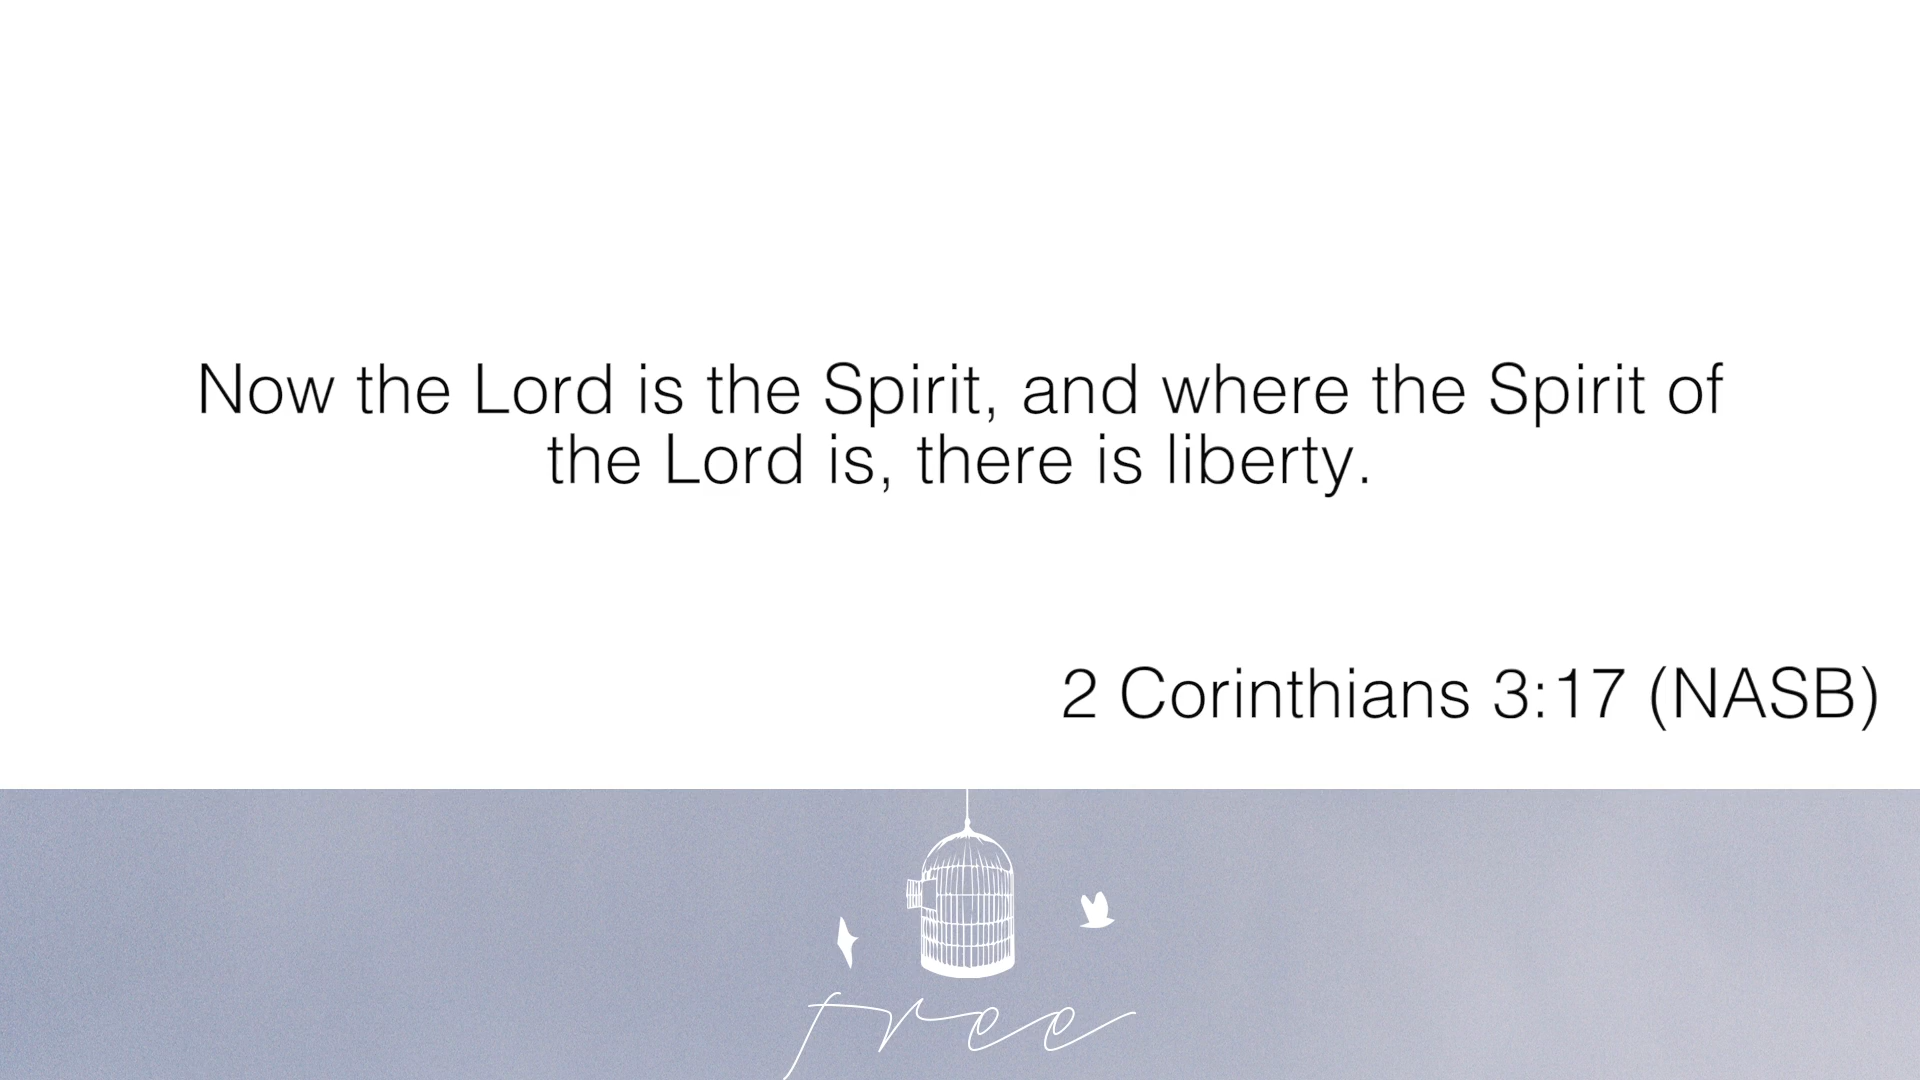 Now the Lord is the Spirit, and where the Spirit of
the Lord is, there is liberty.
2 Corinthians 3:17 (NASB)
free